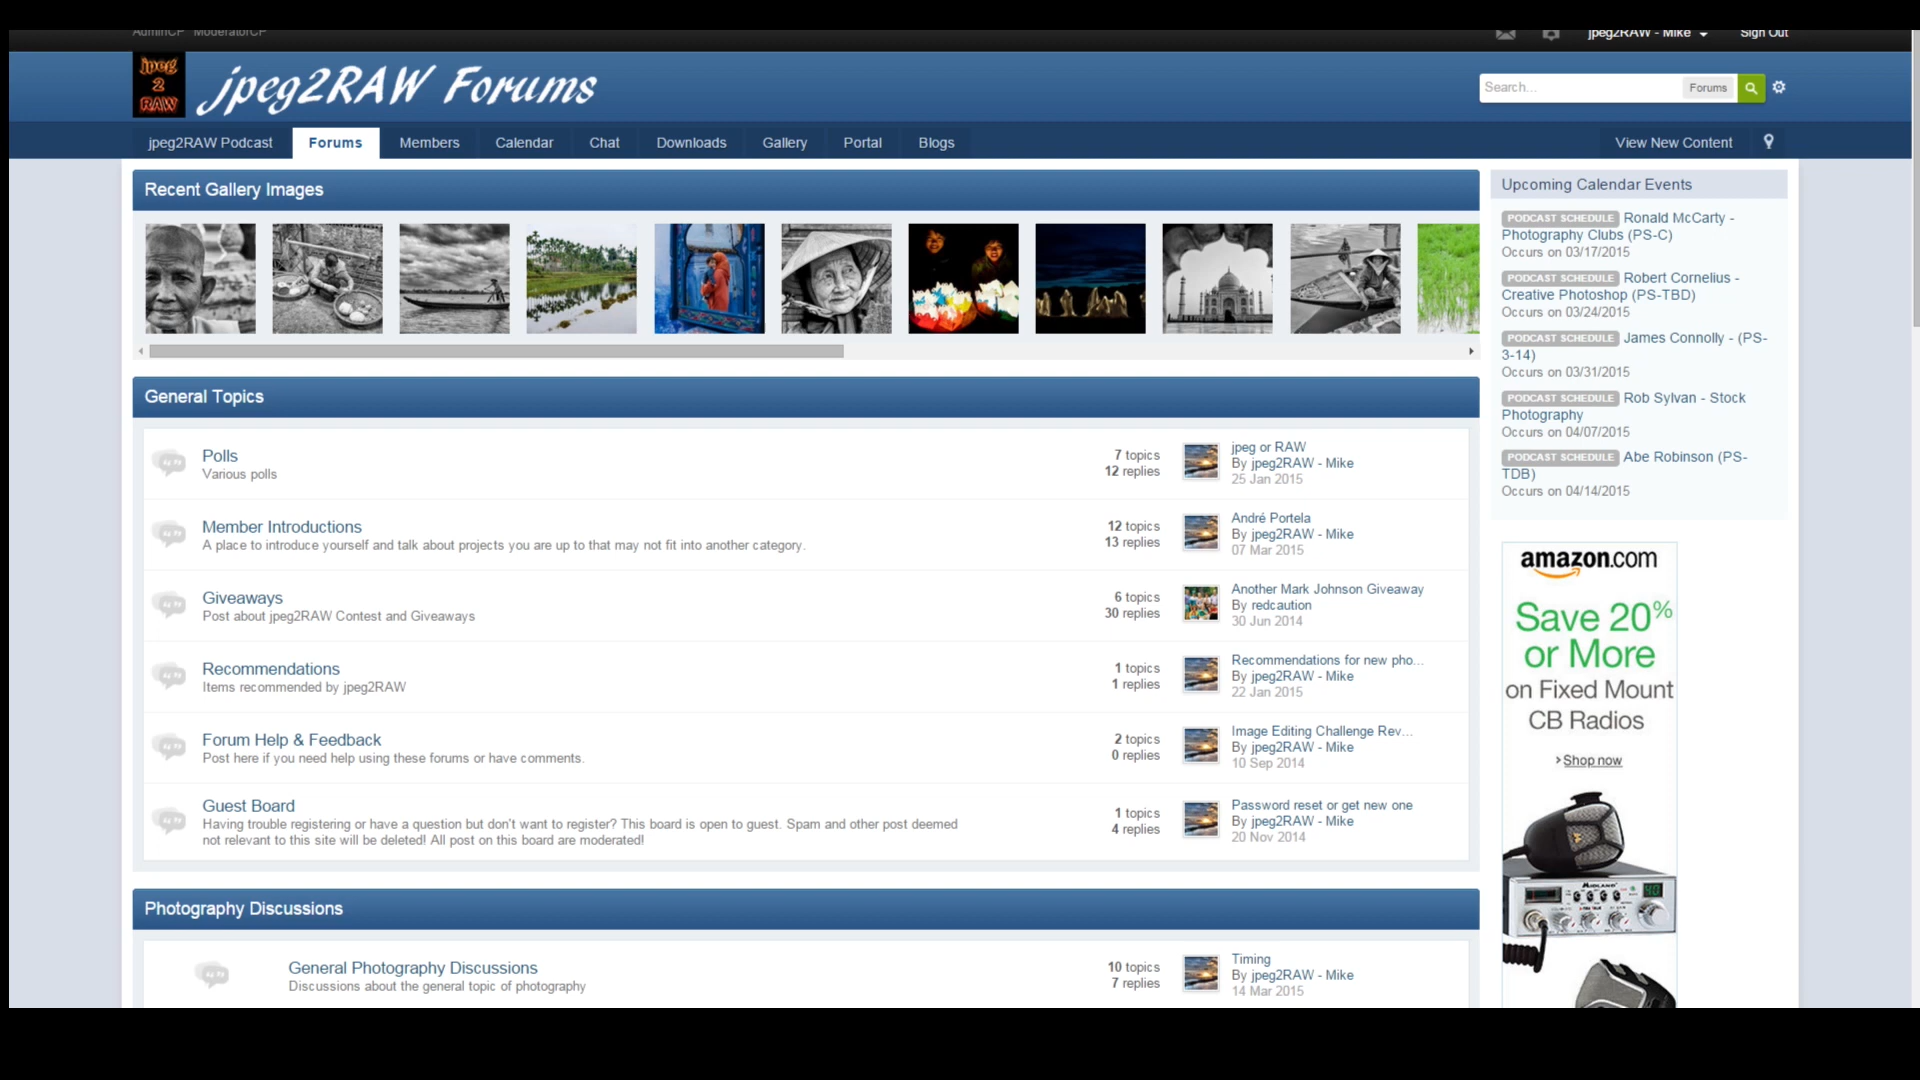 AdminCP ModeratorCP
jpeg2RAW - Mike
Sign Out
jpeg
2
RAW
jpeg2RAW Forums
Search...
Forums
jpeg2RAW Podcast
Forums
Members
Calendar
Chat
Downloads
Gallery
Portal
Blogs
View New Content
Recent Gallery Images
General Topics
Polls
Various polls
7 topics
12 replies
jpeg or RAW
By jpeg2RAW - Mike
25 Jan 2015
Member Introductions
A place to introduce yourself and talk about projects you are up to that may not fit into another category.
12 topics
13 replies
André Portela
By jpeg2RAW - Mike
07 Mar 2015
Giveaways
Post about jpeg2RAW Contest and Giveaways
6 topics
30 replies
Another Mark Johnson Giveaway
By redcaution
30 Jun 2014
Recommendations
Items recommended by jpeg2RAW
1 topics
1 replies
Recommendations for new pho...
By jpeg2RAW - Mike
22 Jan 2015
Forum Help & Feedback
Post here if you need help using these forums or have comments.
2 topics
0 replies
Image Editing Challenge Rev...
By jpeg2RAW - Mike
10 Sep 2014
Guest Board
Having trouble registering or have a question but don't want to register? This board is open to guest. Spam and other post deemed
not relevant to this site will be deleted! All post on this board are moderated!
1 topics
4 replies
Password reset or get new one
By jpeg2RAW - Mike
20 Nov 2014
Photography Discussions
General Photography Discussions
Discussions about the general topic of photography
10 topics
7 replies
Timing
By jpeg2RAW - Mike
14 Mar 2015
Upcoming Calendar Events
PODCAST SCHEDULE Ronald McCarty -
Photography Clubs (PS-C)
Occurs on 03/17/2015
PODCAST SCHEDULE Robert Cornelius -
Creative Photoshop (PS-TBD)
Occurs on 03/24/2015
PODCAST SCHEDULE James Connolly - (PS-
3-14)
Occurs on 03/31/2015
PODCAST SCHEDULE Rob Sylvan - Stock
Photography
Occurs on 04/07/2015
PODCAST SCHEDULE Abe Robinson (PS-
TDB)
Occurs on 04/14/2015
amazon.com
Save 20%
or More
on Fixed Mount
CB Radios
Shop now
MIDLAND
40